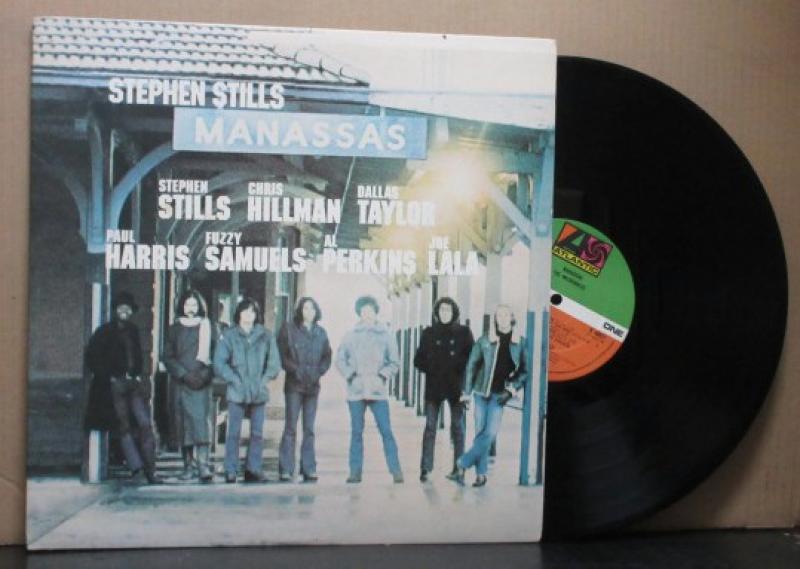 STEPHEN STILLS
MANASSAS
STEPHEN STILLS
CHRIS HILLMAN
DALLAS TAYLOR
PAUL HARRIS
FUZZY SAMUELS
AL PERKINS
JOE LALA
ATLANTIC
ONE